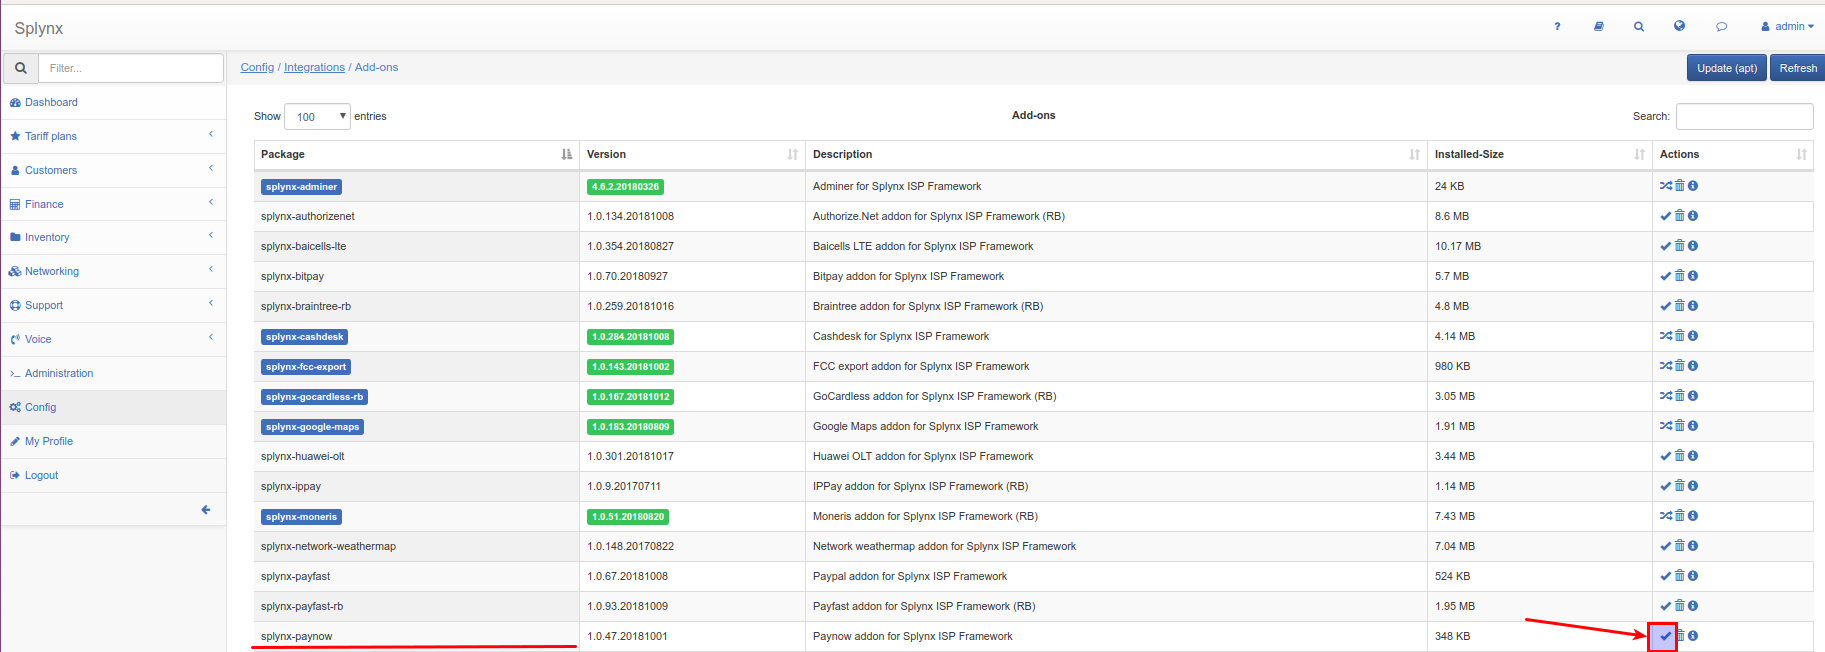 Splynx
? admin
Filter...
Config / Integrations / Add-ons
Update (apt) Refresh
Dashboard
Tariff plans
Customers
Finance
Inventory
Networking
Support
Voice
Administration
Config
My Profile
Logout
Show 100 entries
Add-ons
Search:
Package Version Description Installed-Size Actions
splynx-adminer 4.6.2.20180326 Adminer for Splynx ISP Framework 24 KB
splynx-authorizenet 1.0.134.20181008 Authorize.Net addon for Splynx ISP Framework (RB) 8.6 MB
splynx-baicells-lte 1.0.354.20180827 Baicells LTE addon for Splynx ISP Framework 10.17 MB
splynx-bitpay 1.0.70.20180927 Bitpay addon for Splynx ISP Framework 5.7 MB
splynx-braintree-rb 1.0.259.20181016 Braintree addon for Splynx ISP Framework (RB) 4.8 MB
splynx-cashdesk 1.0.284.20181008 Cashdesk for Splynx ISP Framework 4.14 MB
splynx-fcc-export 1.0.143.20181002 FCC export addon for Splynx ISP Framework 980 KB
splynx-gocardless-rb 1.0.167.20181012 GoCardless addon for Splynx ISP Framework (RB) 3.05 MB
splynx-google-maps 1.0.183.20180809 Google Maps addon for Splynx ISP Framework 1.91 MB
splynx-huawei-olt 1.0.301.20181017 Huawei OLT addon for Splynx ISP Framework 3.44 MB
splynx-ippay 1.0.9.20170711 IPPay addon for Splynx ISP Framework (RB) 1.14 MB
splynx-moneris 1.0.51.20180820 Moneris addon for Splynx ISP Framework (RB) 7.43 MB
splynx-network-weathermap 1.0.148.20170822 Network weathermap addon for Splynx ISP Framework 7.04 MB
splynx-payfast 1.0.67.20181008 Paypal addon for Splynx ISP Framework 524 KB
splynx-payfast-rb 1.0.93.20181009 Payfast addon for Splynx ISP Framework (RB) 1.95 MB
splynx-paynow 1.0.47.20181001 Paynow addon for Splynx ISP Framework 348 KB